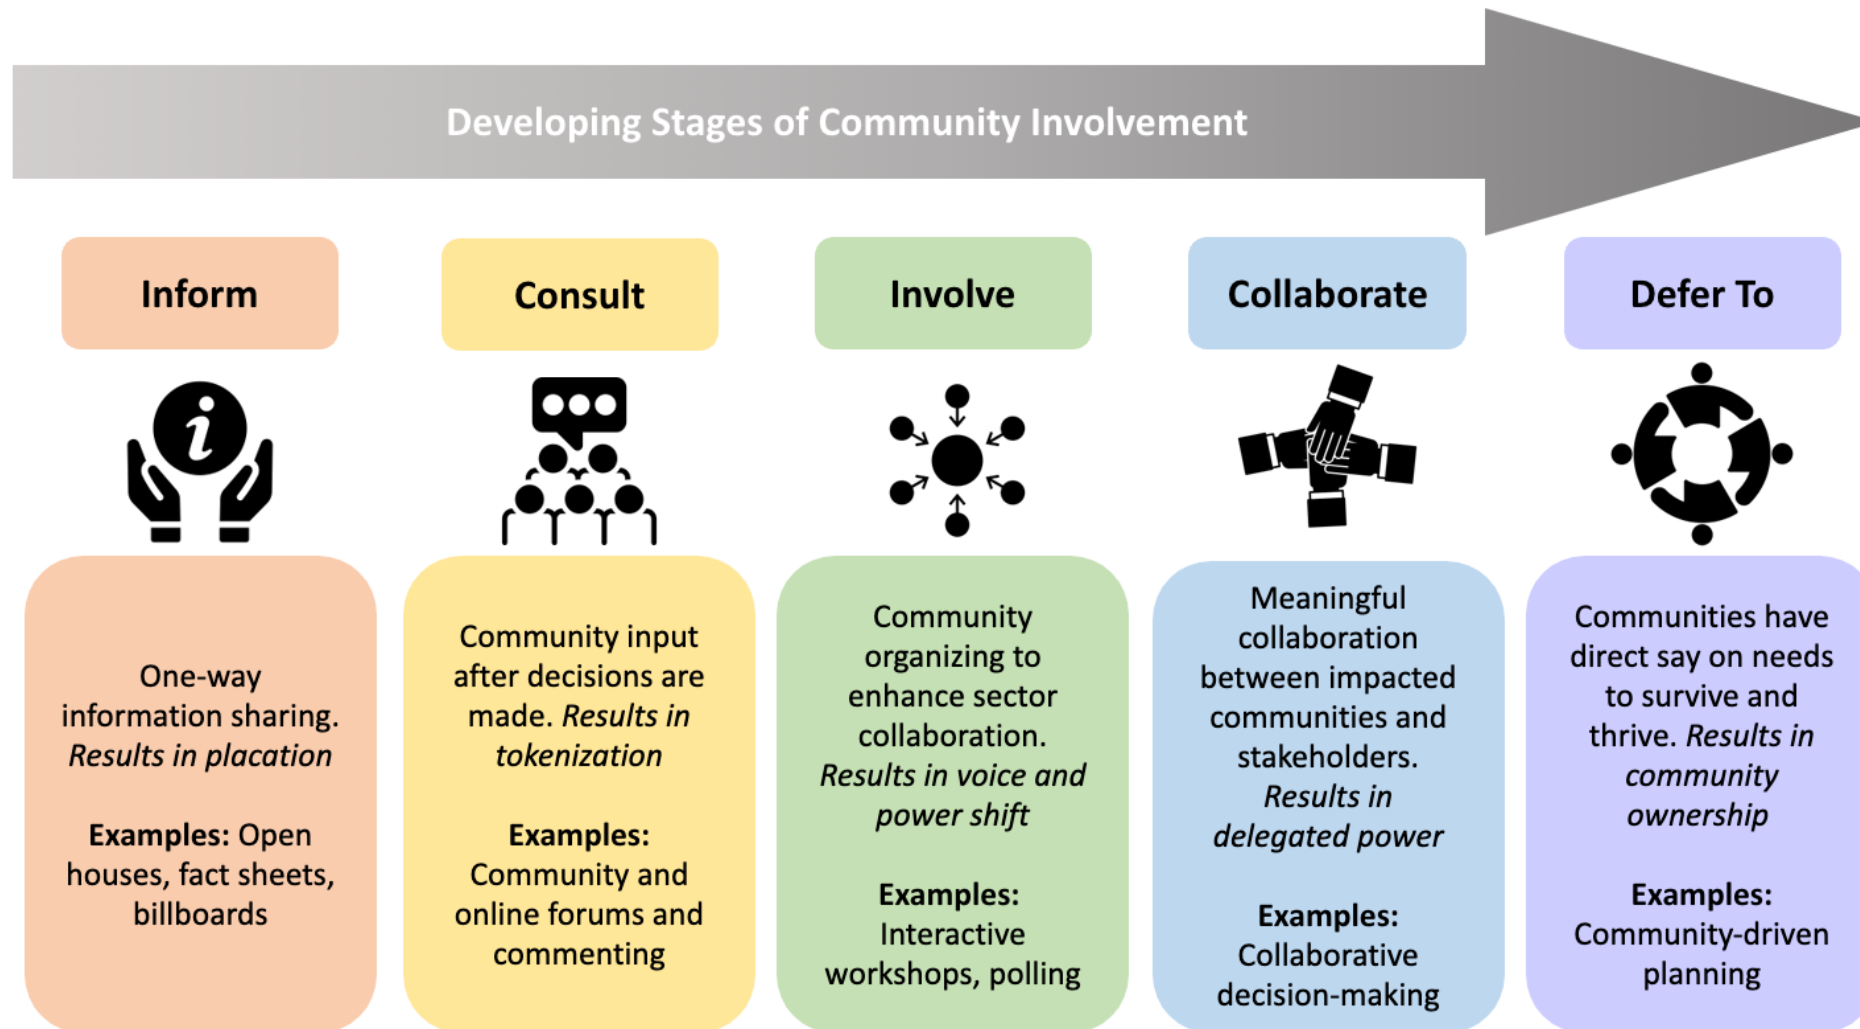 Developing Stages of Community Involvement
Inform
Consult
Involve
Collaborate
Defer To
i
One-way
information sharing.
Results in placation
Examples: Open
houses, fact sheets,
billboards
Community input
after decisions are
made. Results in
tokenization
Examples:
Community and
online forums and
commenting
Community
organizing to
enhance sector
collaboration.
Results in voice and
power shift
Examples:
Interactive
workshops, polling
Meaningful
collaboration
between impacted
communities and
stakeholders.
Results in
delegated power
Examples:
Collaborative
decision-making
Communities have
direct say on needs
to survive and
thrive. Results in
community
ownership
Examples:
Community-driven
planning